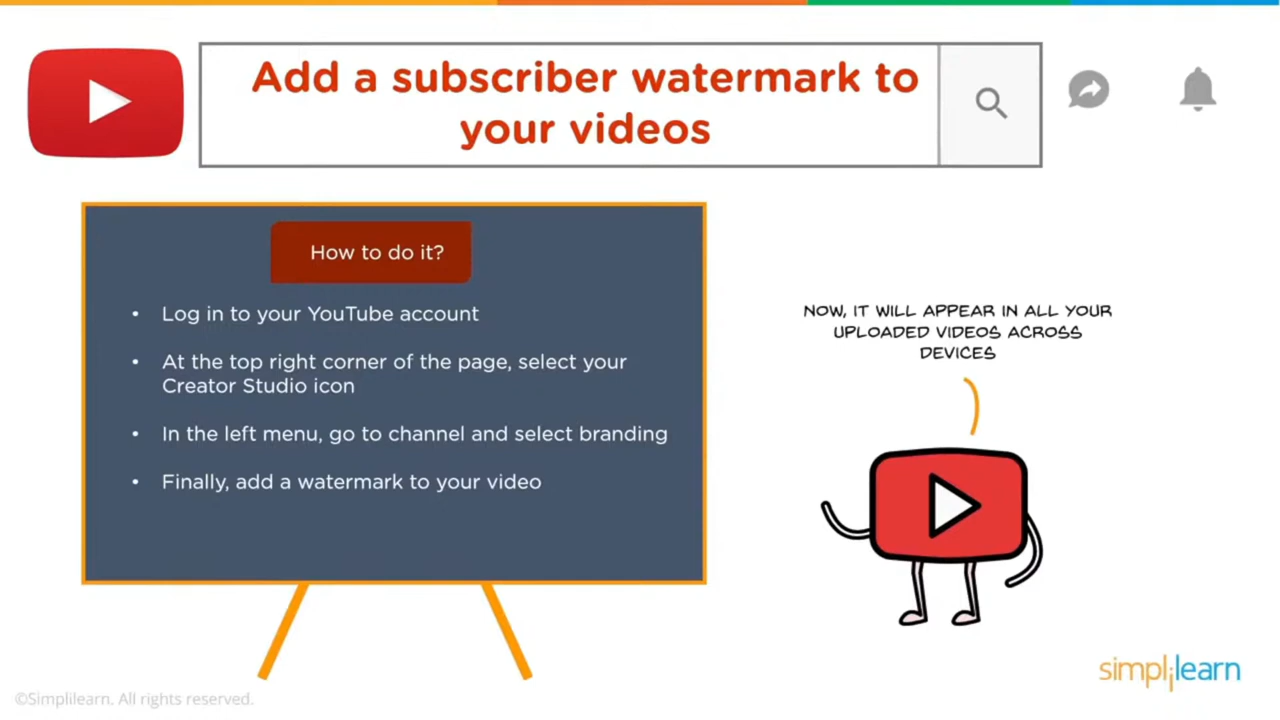 Add a subscriber watermark to
your videos
How to do it?
• Log in to your YouTube account
• At the top right corner of the page, select your
Creator Studio icon
• In the left menu, go to channel and select branding
• Finally, add a watermark to your video
NOW, IT WILL APPEAR IN ALL YOUR
UPLOADED VIDEOS ACROSS
DEVICES
simplilearn
©Simplilearn. All rights reserved.